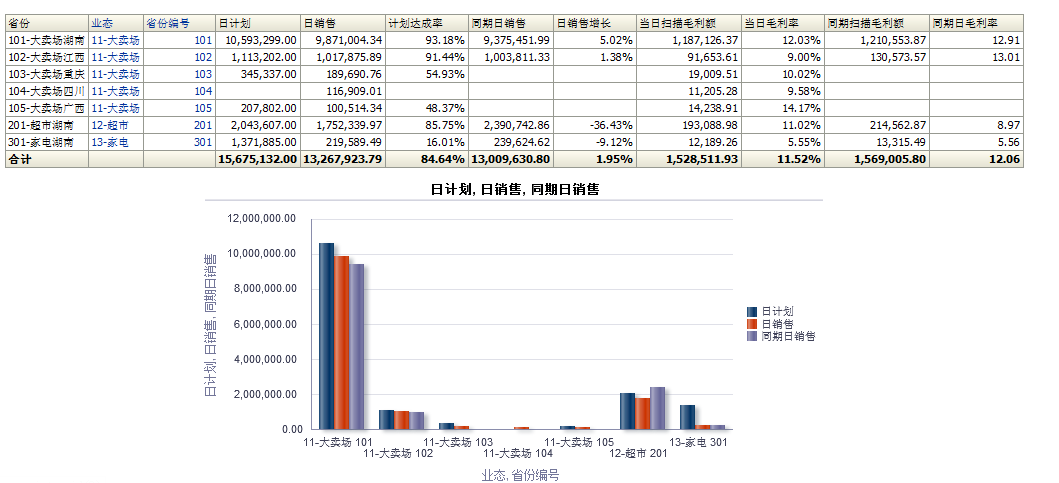 省份 业态 省份编号 日计划 日销售 计划达成率 同期日销售 日销售增长 当日扫描毛利额 当日毛利率 同期扫描毛利额 同期日毛利率
101-大卖场湖南 11-大卖场 101 10,593,299.00 9,871,004.34 93.18% 9,375,451.99 5.02% 1,187,126.37 12.03% 1,210,553.87 12.91
102-大卖场江西 11-大卖场 102 1,113,202.00 1,017,875.89 91.44% 1,003,811.33 1.38% 91,653.61 9.00% 130,573.57 13.01
103-大卖场重庆 11-大卖场 103 345,337.00 189,690.76 54.93% 19,009.51 10.02%
104-大卖场四川 11-大卖场 104 116,909.01 11,205.28 9.58%
105-大卖场广西 11-大卖场 105 207,802.00 100,514.34 48.37% 14,238.91 14.17%
201-超市湖南 12-超市 201 2,043,607.00 1,752,339.97 85.75% 2,390,742.86 -36.43% 193,088.98 11.02% 214,562.87 8.97
301-家电湖南 13-家电 301 1,371,885.00 219,589.49 16.01% 239,624.62 -9.12% 12,189.26 5.55% 13,315.49 5.56
合计 15,675,132.00 13,267,923.79 84.64% 13,009,630.80 1.95% 1,528,511.93 11.52% 1,569,005.80 12.06
日计划, 日销售, 同期日销售
12,000,000.00
10,000,000.00
8,000,000.00
6,000,000.00
4,000,000.00
2,000,000.00
0.00
日计划, 日销售, 同期日销售
日计划
日销售
同期日销售
11-大卖场 101 11-大卖场 103 11-大卖场 105 13-家电 301
11-大卖场 102 11-大卖场 104 12-超市 201
业态, 省份编号